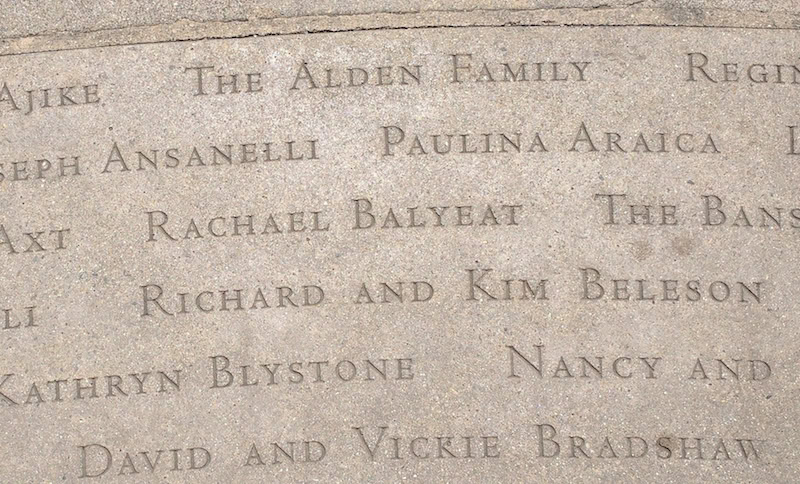 AJIKE THE ALDEN FAMILY REGIN
SEPH ANSANELLI PAULINA ARAICA L
AXT RACHAEL BALYEAT THE BANS
LI RICHARD AND KIM BELESON
KATHRYN BLYSTONE NANCY AND
DAVID AND VICKIE BRADSHAW